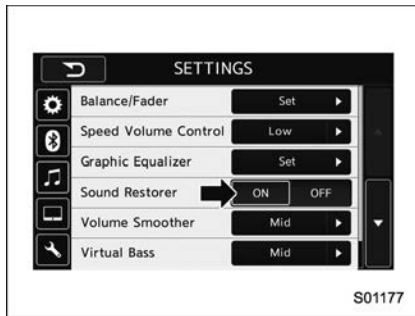 SETTINGS
Balance/Fader Set
Speed Volume Control Low
Graphic Equalizer Set
Sound Restorer ON OFF
Volume Smoother Mid
Virtual Bass Mid
S01177